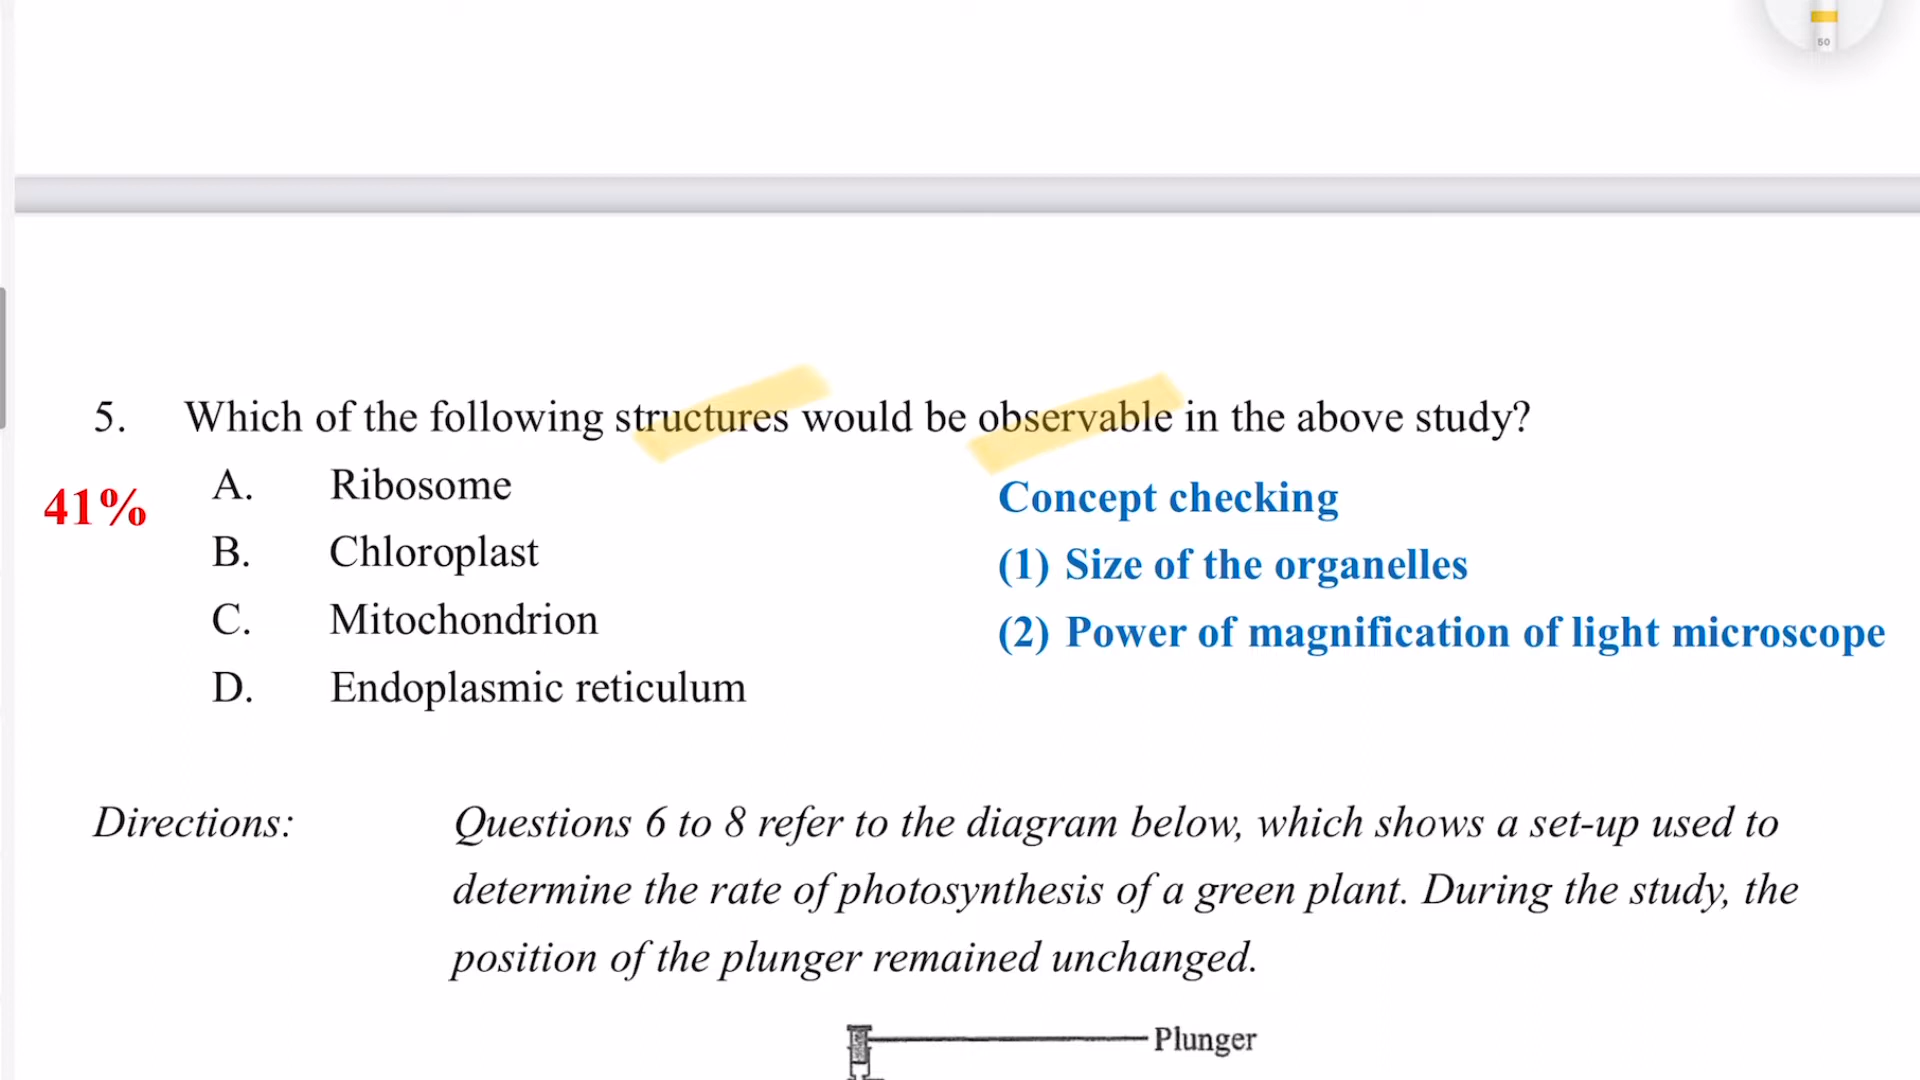 50
5. Which of the following structures would be observable in the above study?
41%
A. Ribosome
B. Chloroplast
C. Mitochondrion
D. Endoplasmic reticulum
Concept checking
(1) Size of the organelles
(2) Power of magnification of light microscope
Directions: Questions 6 to 8 refer to the diagram below, which shows a set-up used to
determine the rate of photosynthesis of a green plant. During the study, the
position of the plunger remained unchanged.
Plunger